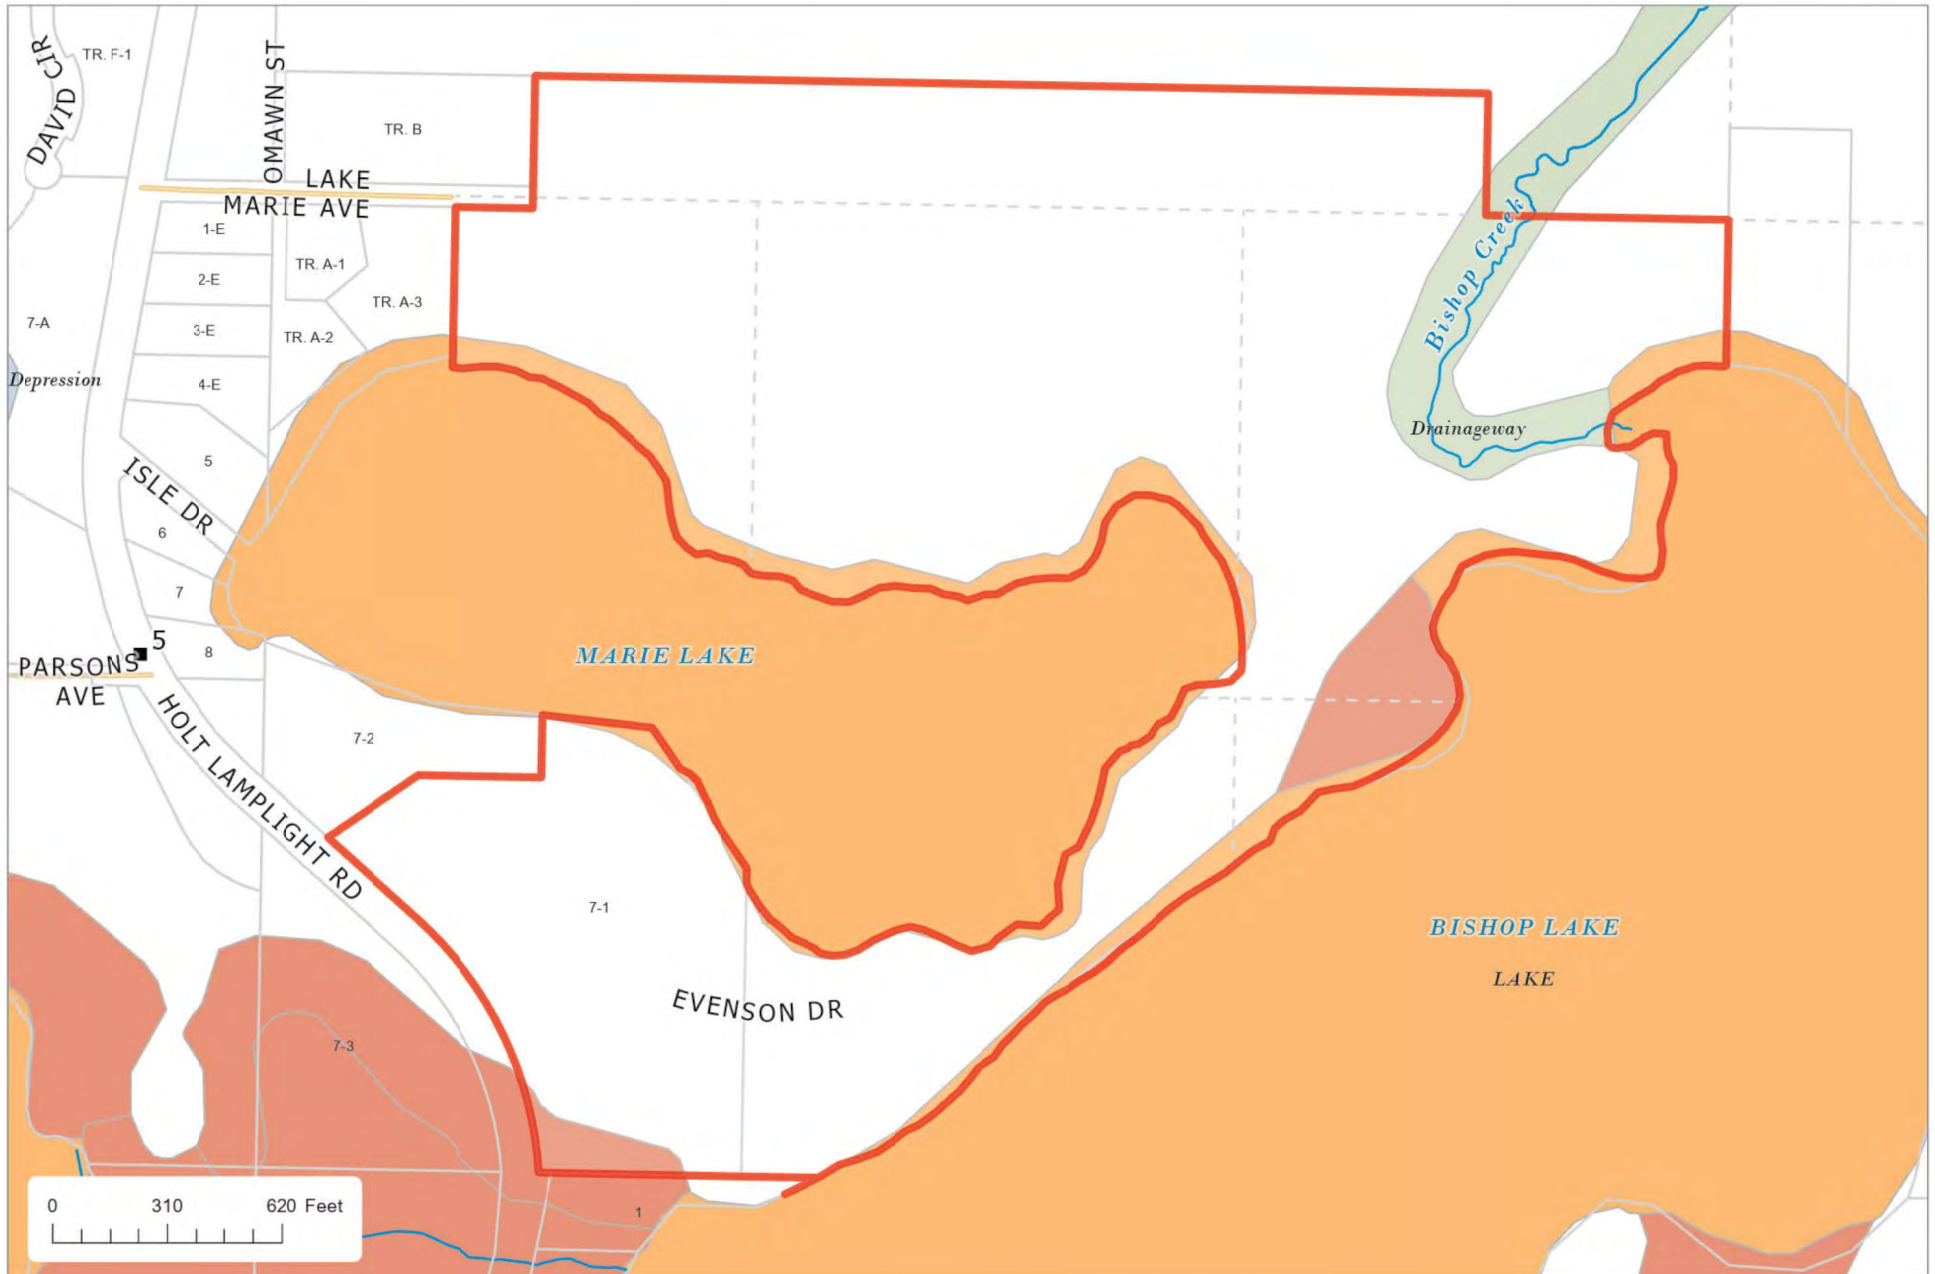 DAVID CIR
TR. F-1
OMAWN ST
TR. B
LAKE
MARIE AVE
1-E
2-E
3-E
4-E
TR. A-1
TR. A-3
TR. A-2
7-A
Depression
5
ISLE DR
6
7
8
5
PARSONS
AVE
HOLT LAMPLIGHT RD
7-2
7-1
7-3
1
MARIE LAKE
EVENSON DR
Bishop Creek
Drainageway
BISHOP LAKE
LAKE
0 310 620 Feet